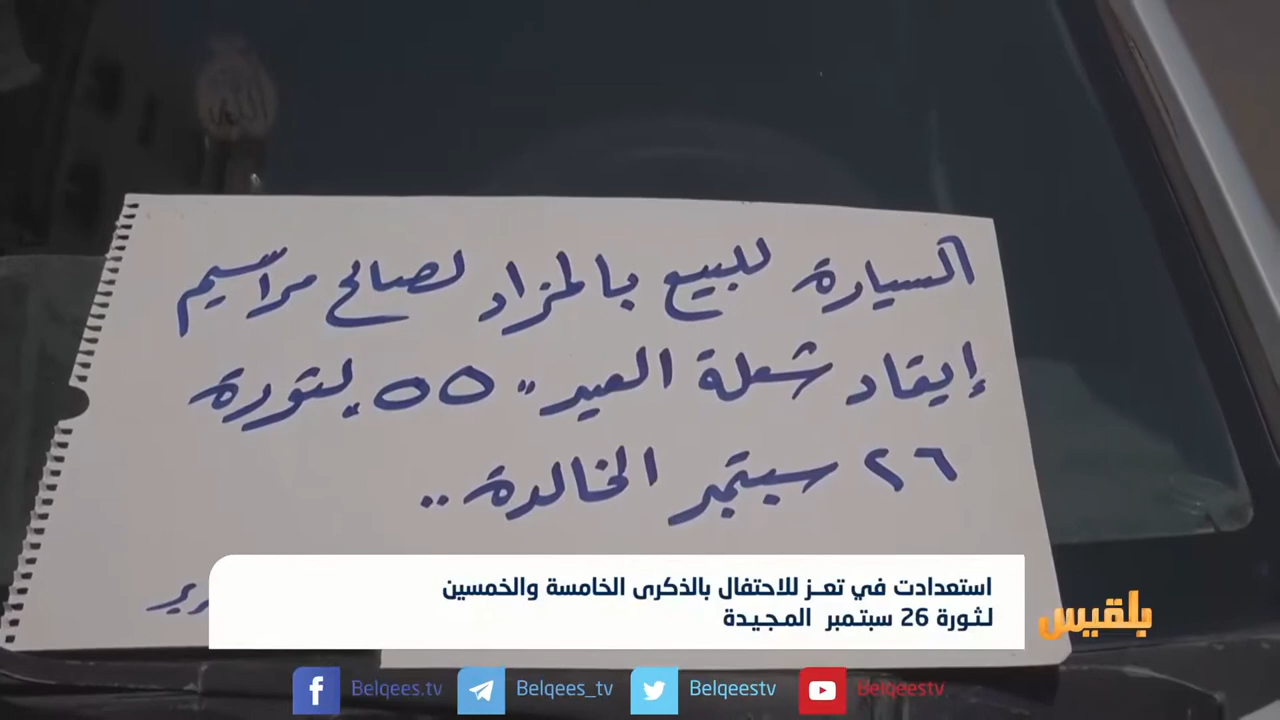 السيارة للبيع بالمزاد لصالح مراسيم
إيقاد شعلة العيد "٥٥" لثورة
٢٦ سبتمبر الخالدة..
استعدادت في تعز للاحتفال بالذكرى الخامسة والخمسين
لثورة 26 سبتمبر المجيدة
بلقيس
Belqees.tv
Belqees_tv
Belqeestv
Belqeestv